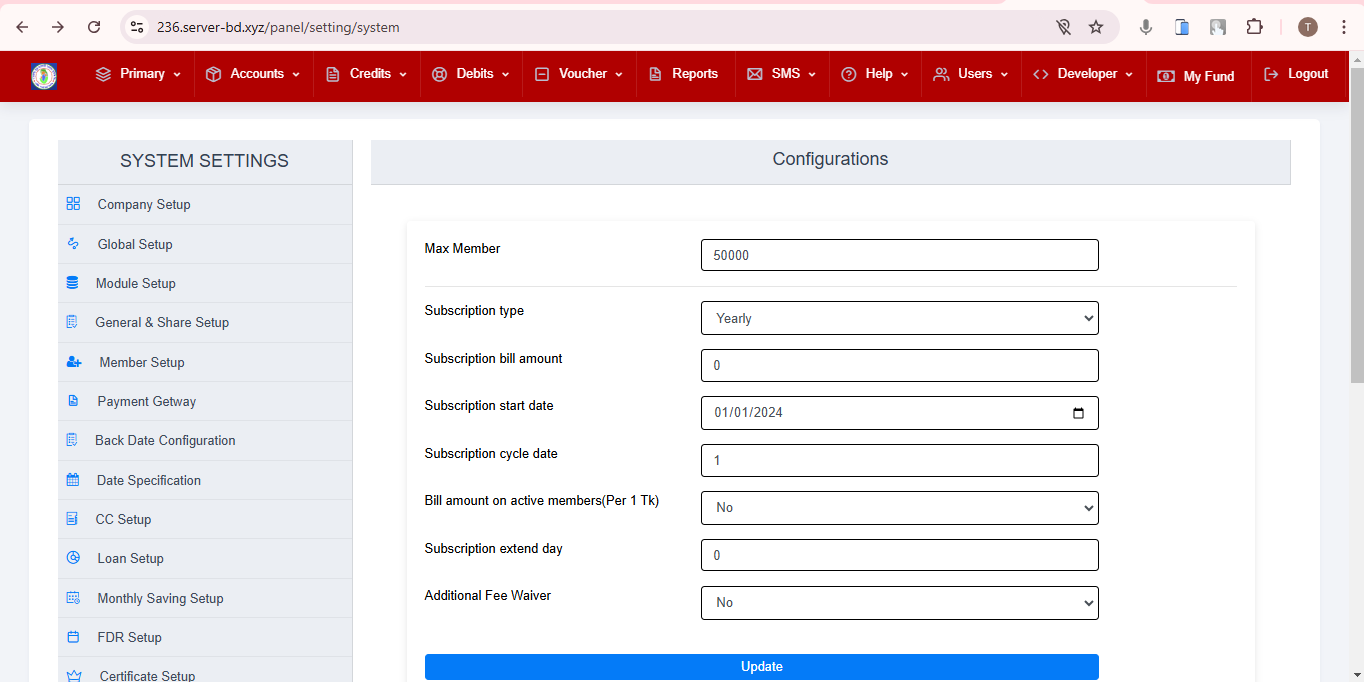 236.server-bd.xyz/panel/setting/system
T
Primary Accounts Credits Debits Voucher Reports SMS Help Users Developer My Fund Logout
SYSTEM SETTINGS
Company Setup
Global Setup
Module Setup
General & Share Setup
Member Setup
Payment Getway
Back Date Configuration
Date Specification
CC Setup
Loan Setup
Monthly Saving Setup
FDR Setup
Certificate Setup
Configurations
Max Member 50000
Subscription type Yearly
Subscription bill amount 0
Subscription start date 01/01/2024
Subscription cycle date 1
Bill amount on active members(Per 1 Tk) No
Subscription extend day 0
Additional Fee Waiver No
Update